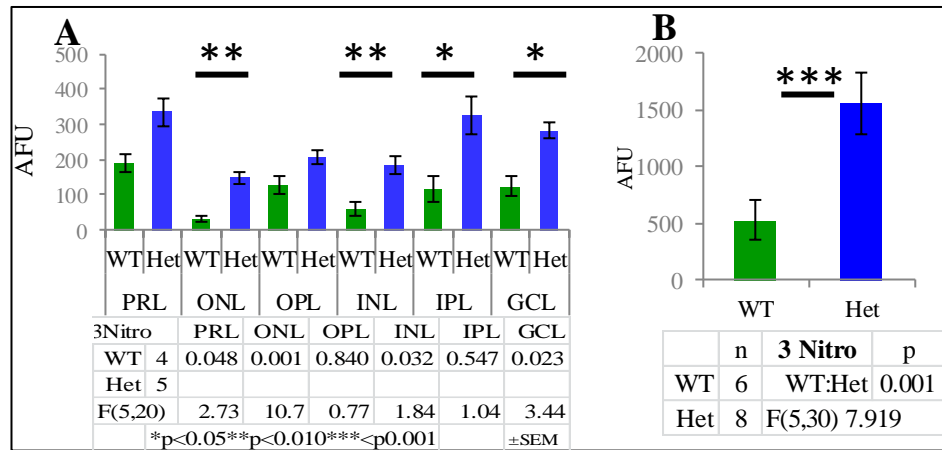 A
500
400
300
200
100
0
AFU
** ** * *
WT Het WT Het WT Het WT Het WT Het WT Het
PRL ONL OPL INL IPL GCL
3Nitro PRL ONL OPL INL IPL GCL
WT 4 0.048 0.001 0.840 0.032 0.547 0.023
Het 5
F(5,20) 2.73 10.7 0.77 1.84 1.04 3.44
*p<0.05**p<0.010***<p0.001 ±SEM
B
2000
1500
1000
500
0
AFU
***
WT Het
n 3 Nitro p
WT 6 WT:Het 0.001
Het 8 F(5,30) 7.919